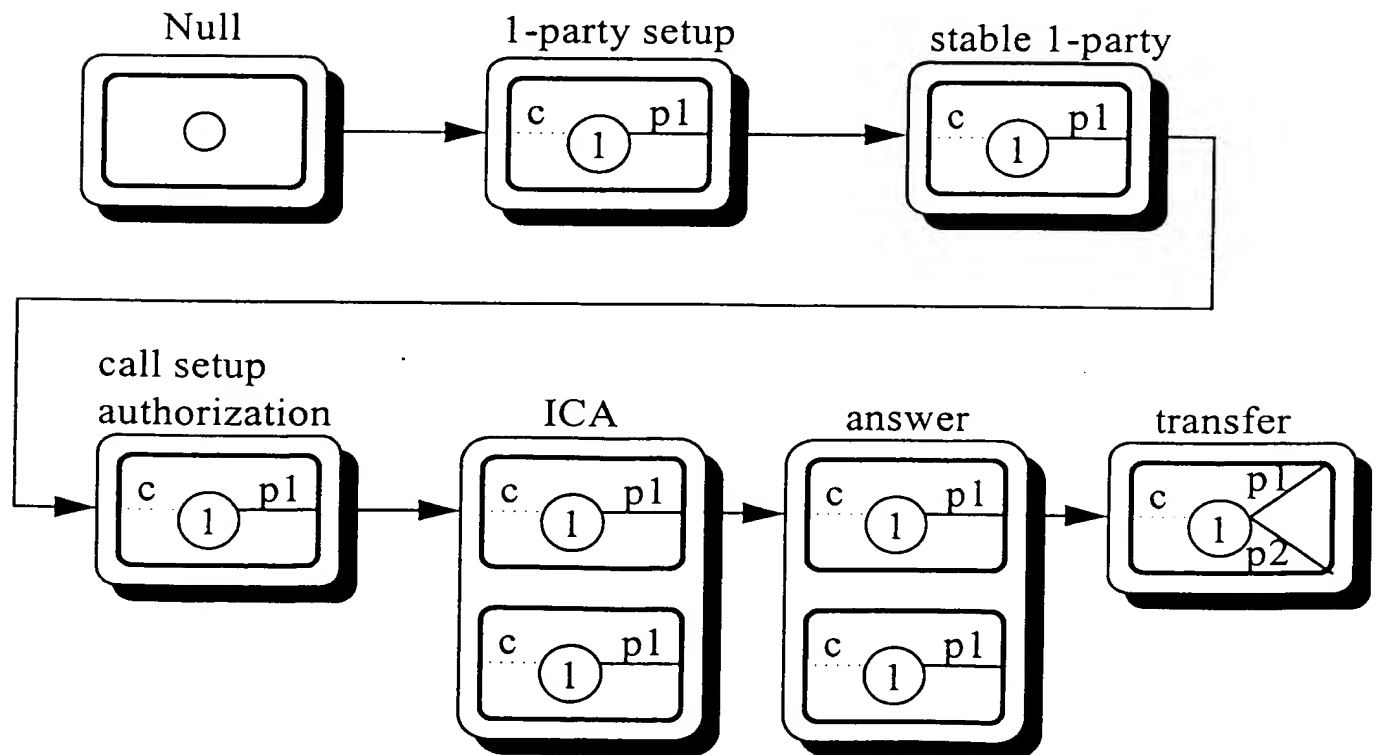 Null
1-party setup
stable 1-party
c 1 p1
c 1 p1
call setup
authorization
ICA
answer
transfer
c 1 p1
c 1 p1
c 1 p1
c 1 p1 p2
c 1 p1
c 1 p1